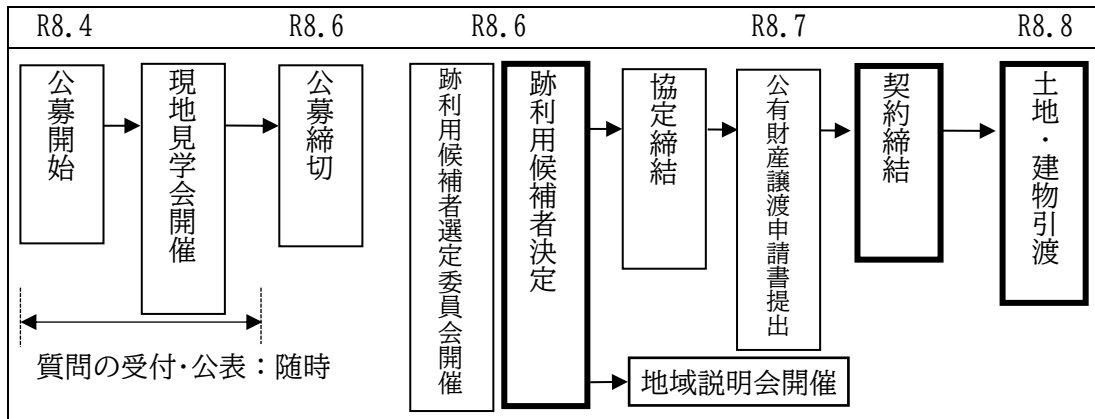 R8.4
R8.6
R8.6
R8.7
R8.8
公募開始
現地見学会開催
公募締切
跡利用候補者選定委員会開催
跡利用候補者決定
協定締結
公有財産譲渡申請書提出
契約締結
土地・建物引渡
質問の受付･公表：随時
地域説明会開催